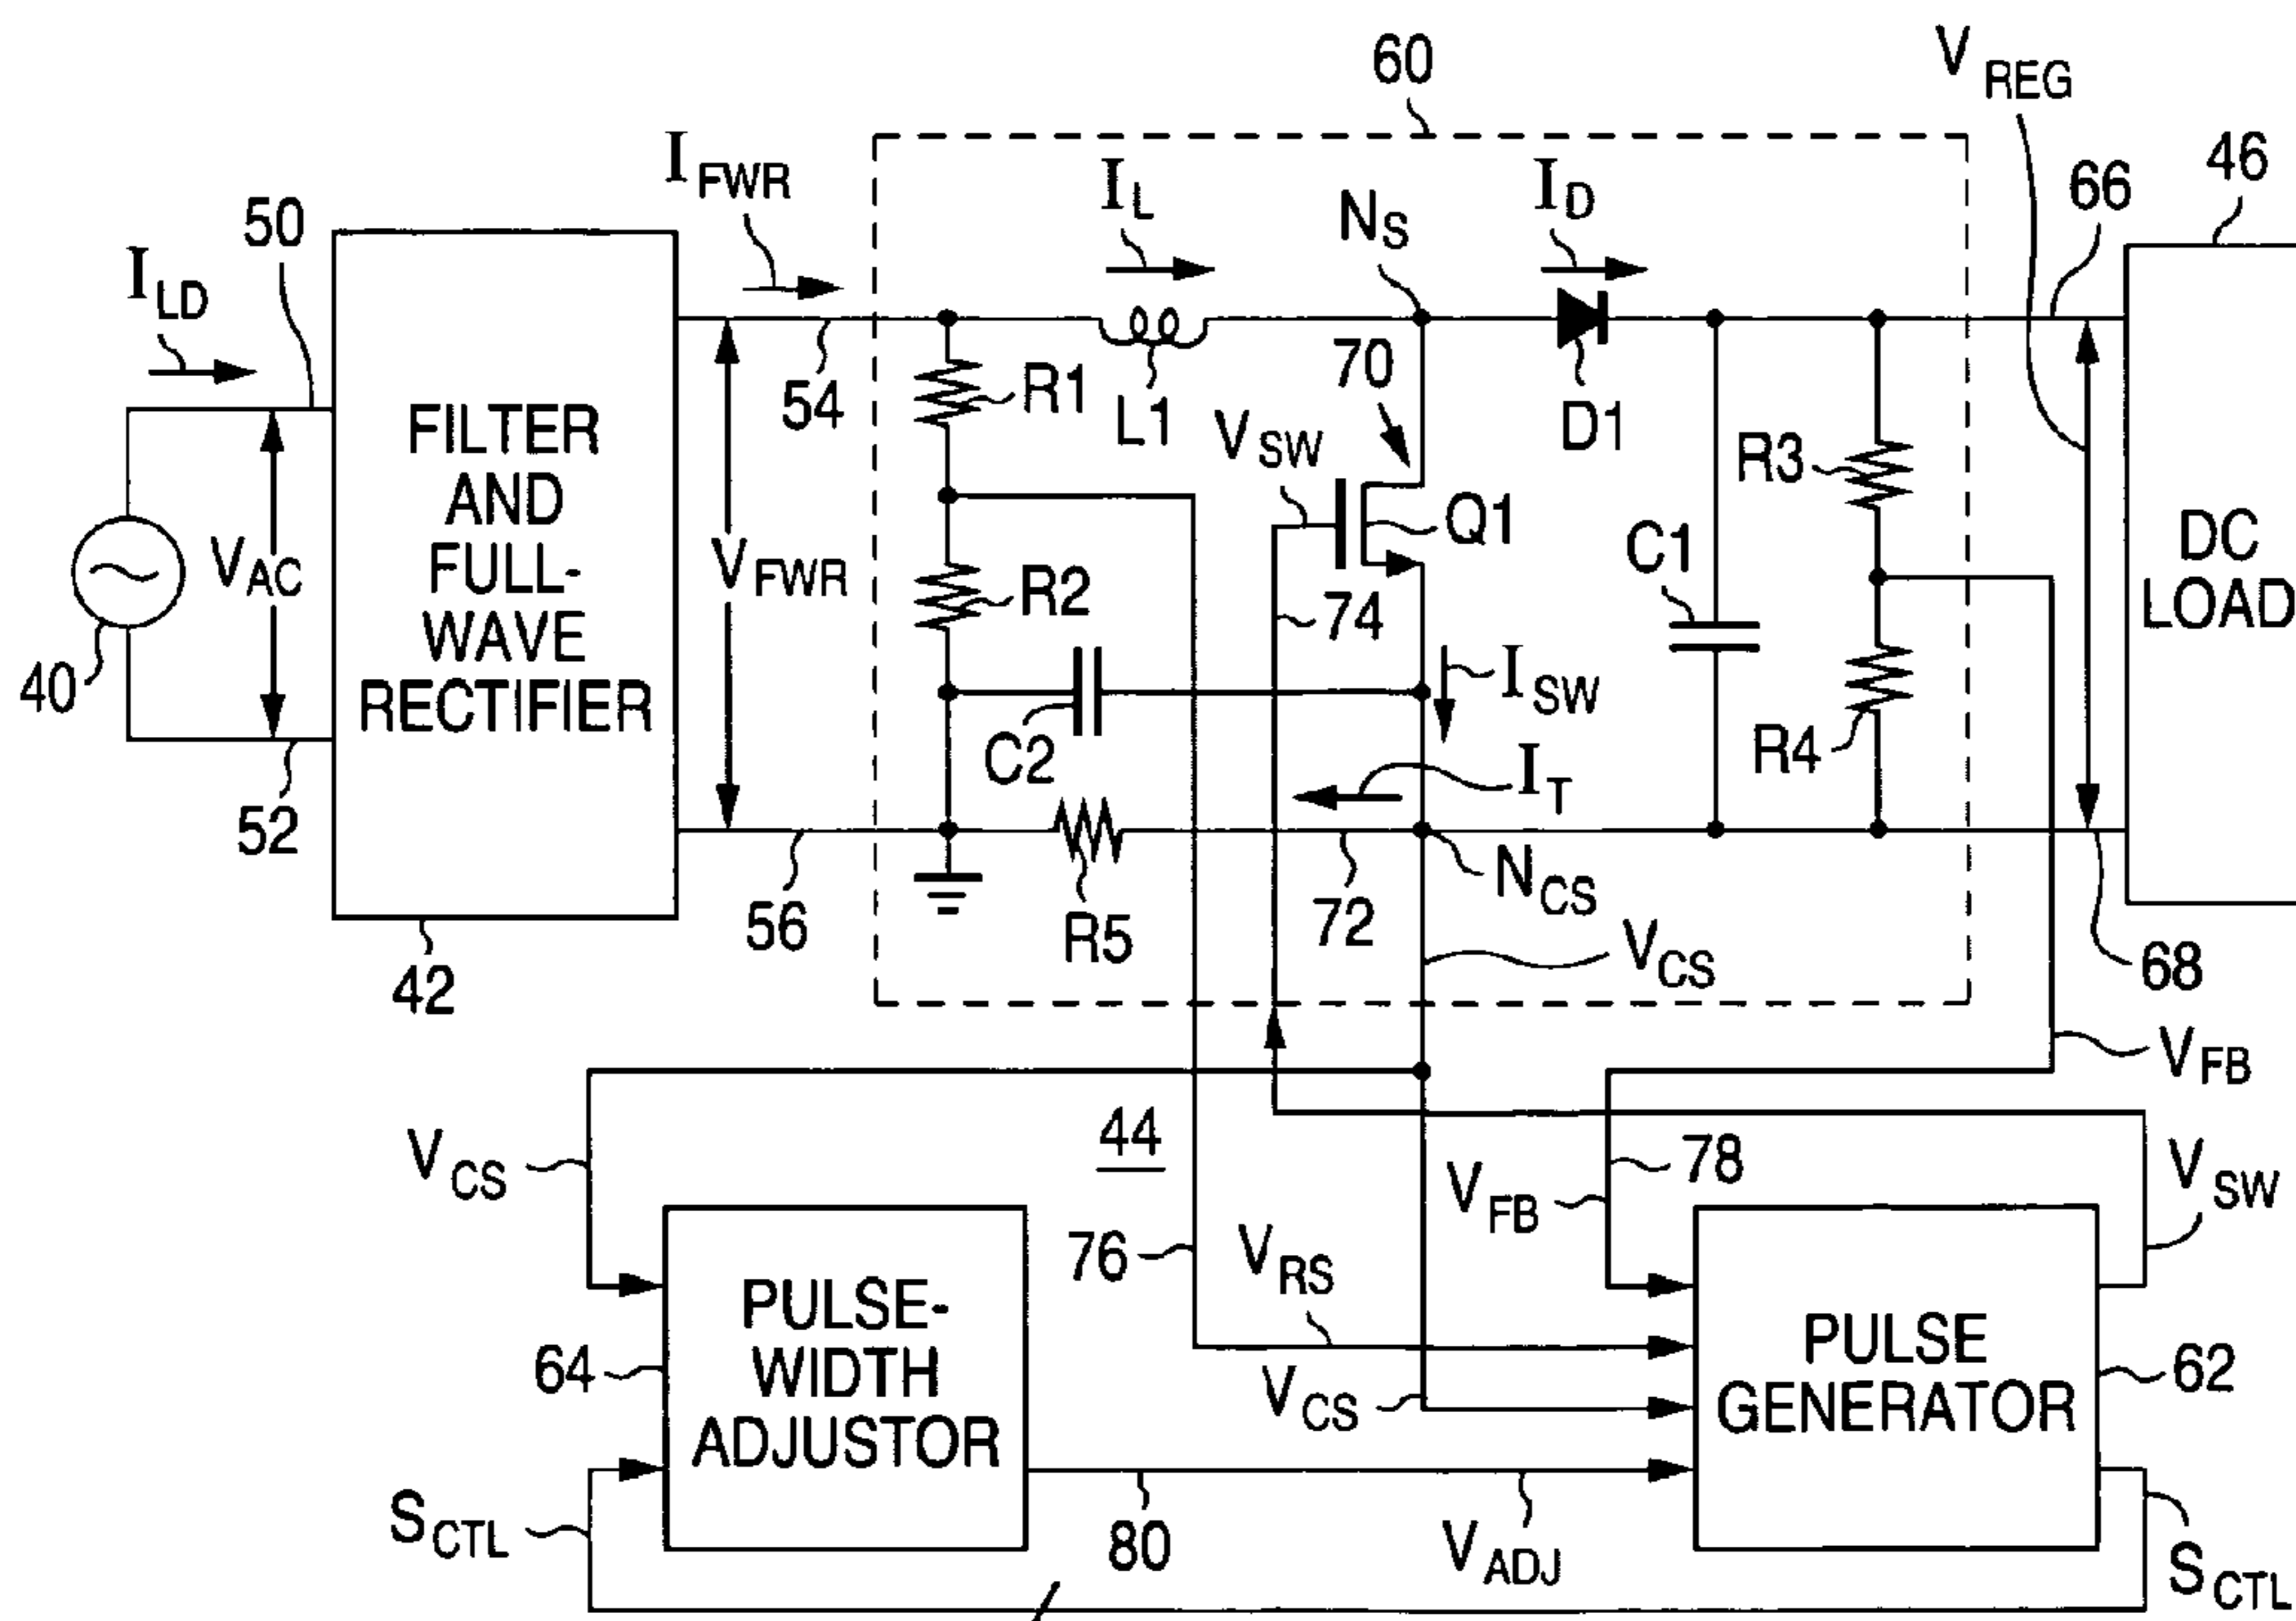 60
V REG
I FWR
I L
I D
46
50
N S
66
I LD
70
R1
V SW
54
L1
D1
R3
FILTER
AND
FULL-
WAVE
RECTIFIER
V AC
V FWR
Q1
C1
DC
LOAD
R2
74
40
I SW
C2
R4
I T
52
N CS
56
R5
72
V CS
68
42
V FB
V CS
44
78
V FB
V SW
76
V RS
PULSE-
WIDTH
ADJUSTOR
PULSE
GENERATOR
64
62
V CS
S CTL
80
V ADJ
S CTL